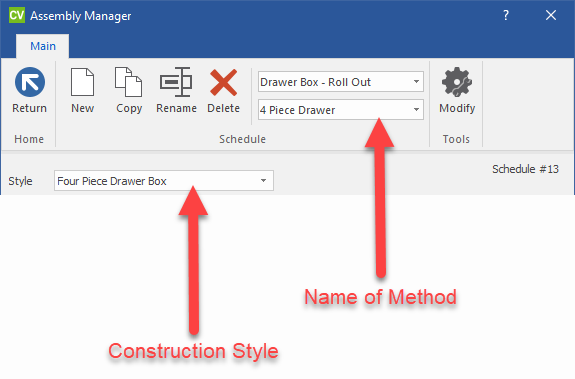 CV Assembly Manager ?
Main
Drawer Box - Roll Out
4 Piece Drawer
Return New Copy Rename Delete Modify
Home Schedule Tools
Schedule #13
Style Four Piece Drawer Box
Name of Method
Construction Style